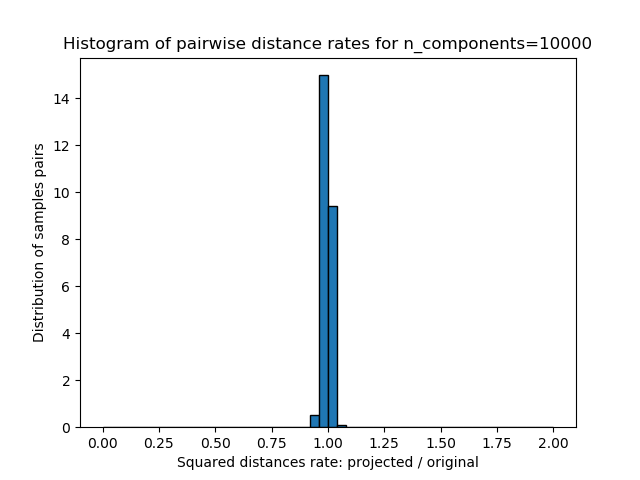 Histogram of pairwise distance rates for n_components=10000
Distribution of samples pairs
14
12
10
8
6
4
2
0
0.00 0.25 0.50 0.75 1.00 1.25 1.50 1.75 2.00
Squared distances rate: projected / original